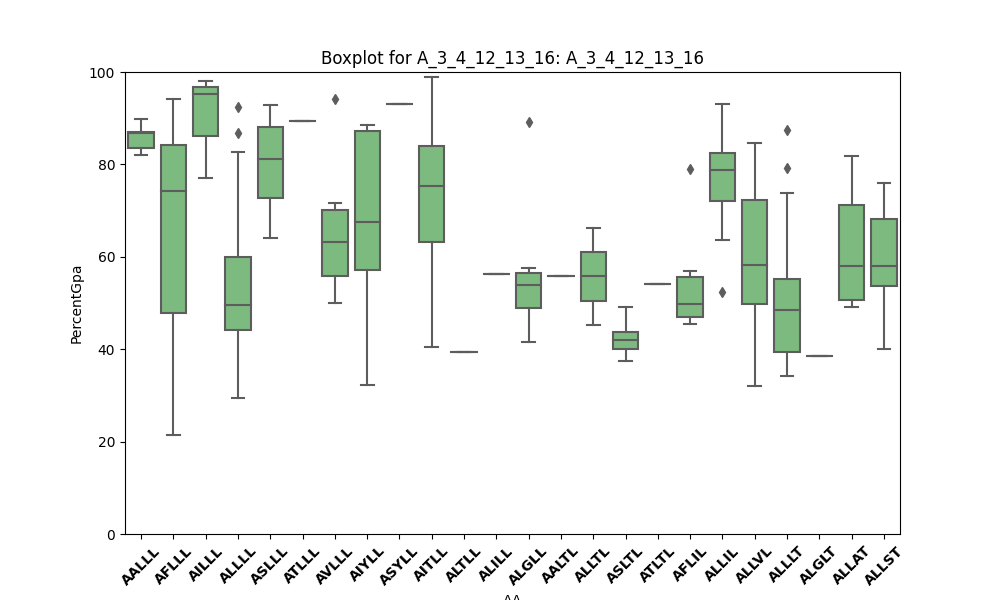 Boxplot for A_3_4_12_13_16: A_3_4_12_13_16
PercentGpa
100
80
60
40
20
0
AALLL
AFLLL
AILLL
ALLLL
ASLLL
ATLLL
AVLLL
AIYLL
ASYLL
AITLL
ALTLL
ALILL
ALGLL
AALTL
ALLTL
ASLTL
ATLTL
AFLIL
ALLIL
ALLVL
ALLLT
ALGLT
ALLAT
ALLST
AA